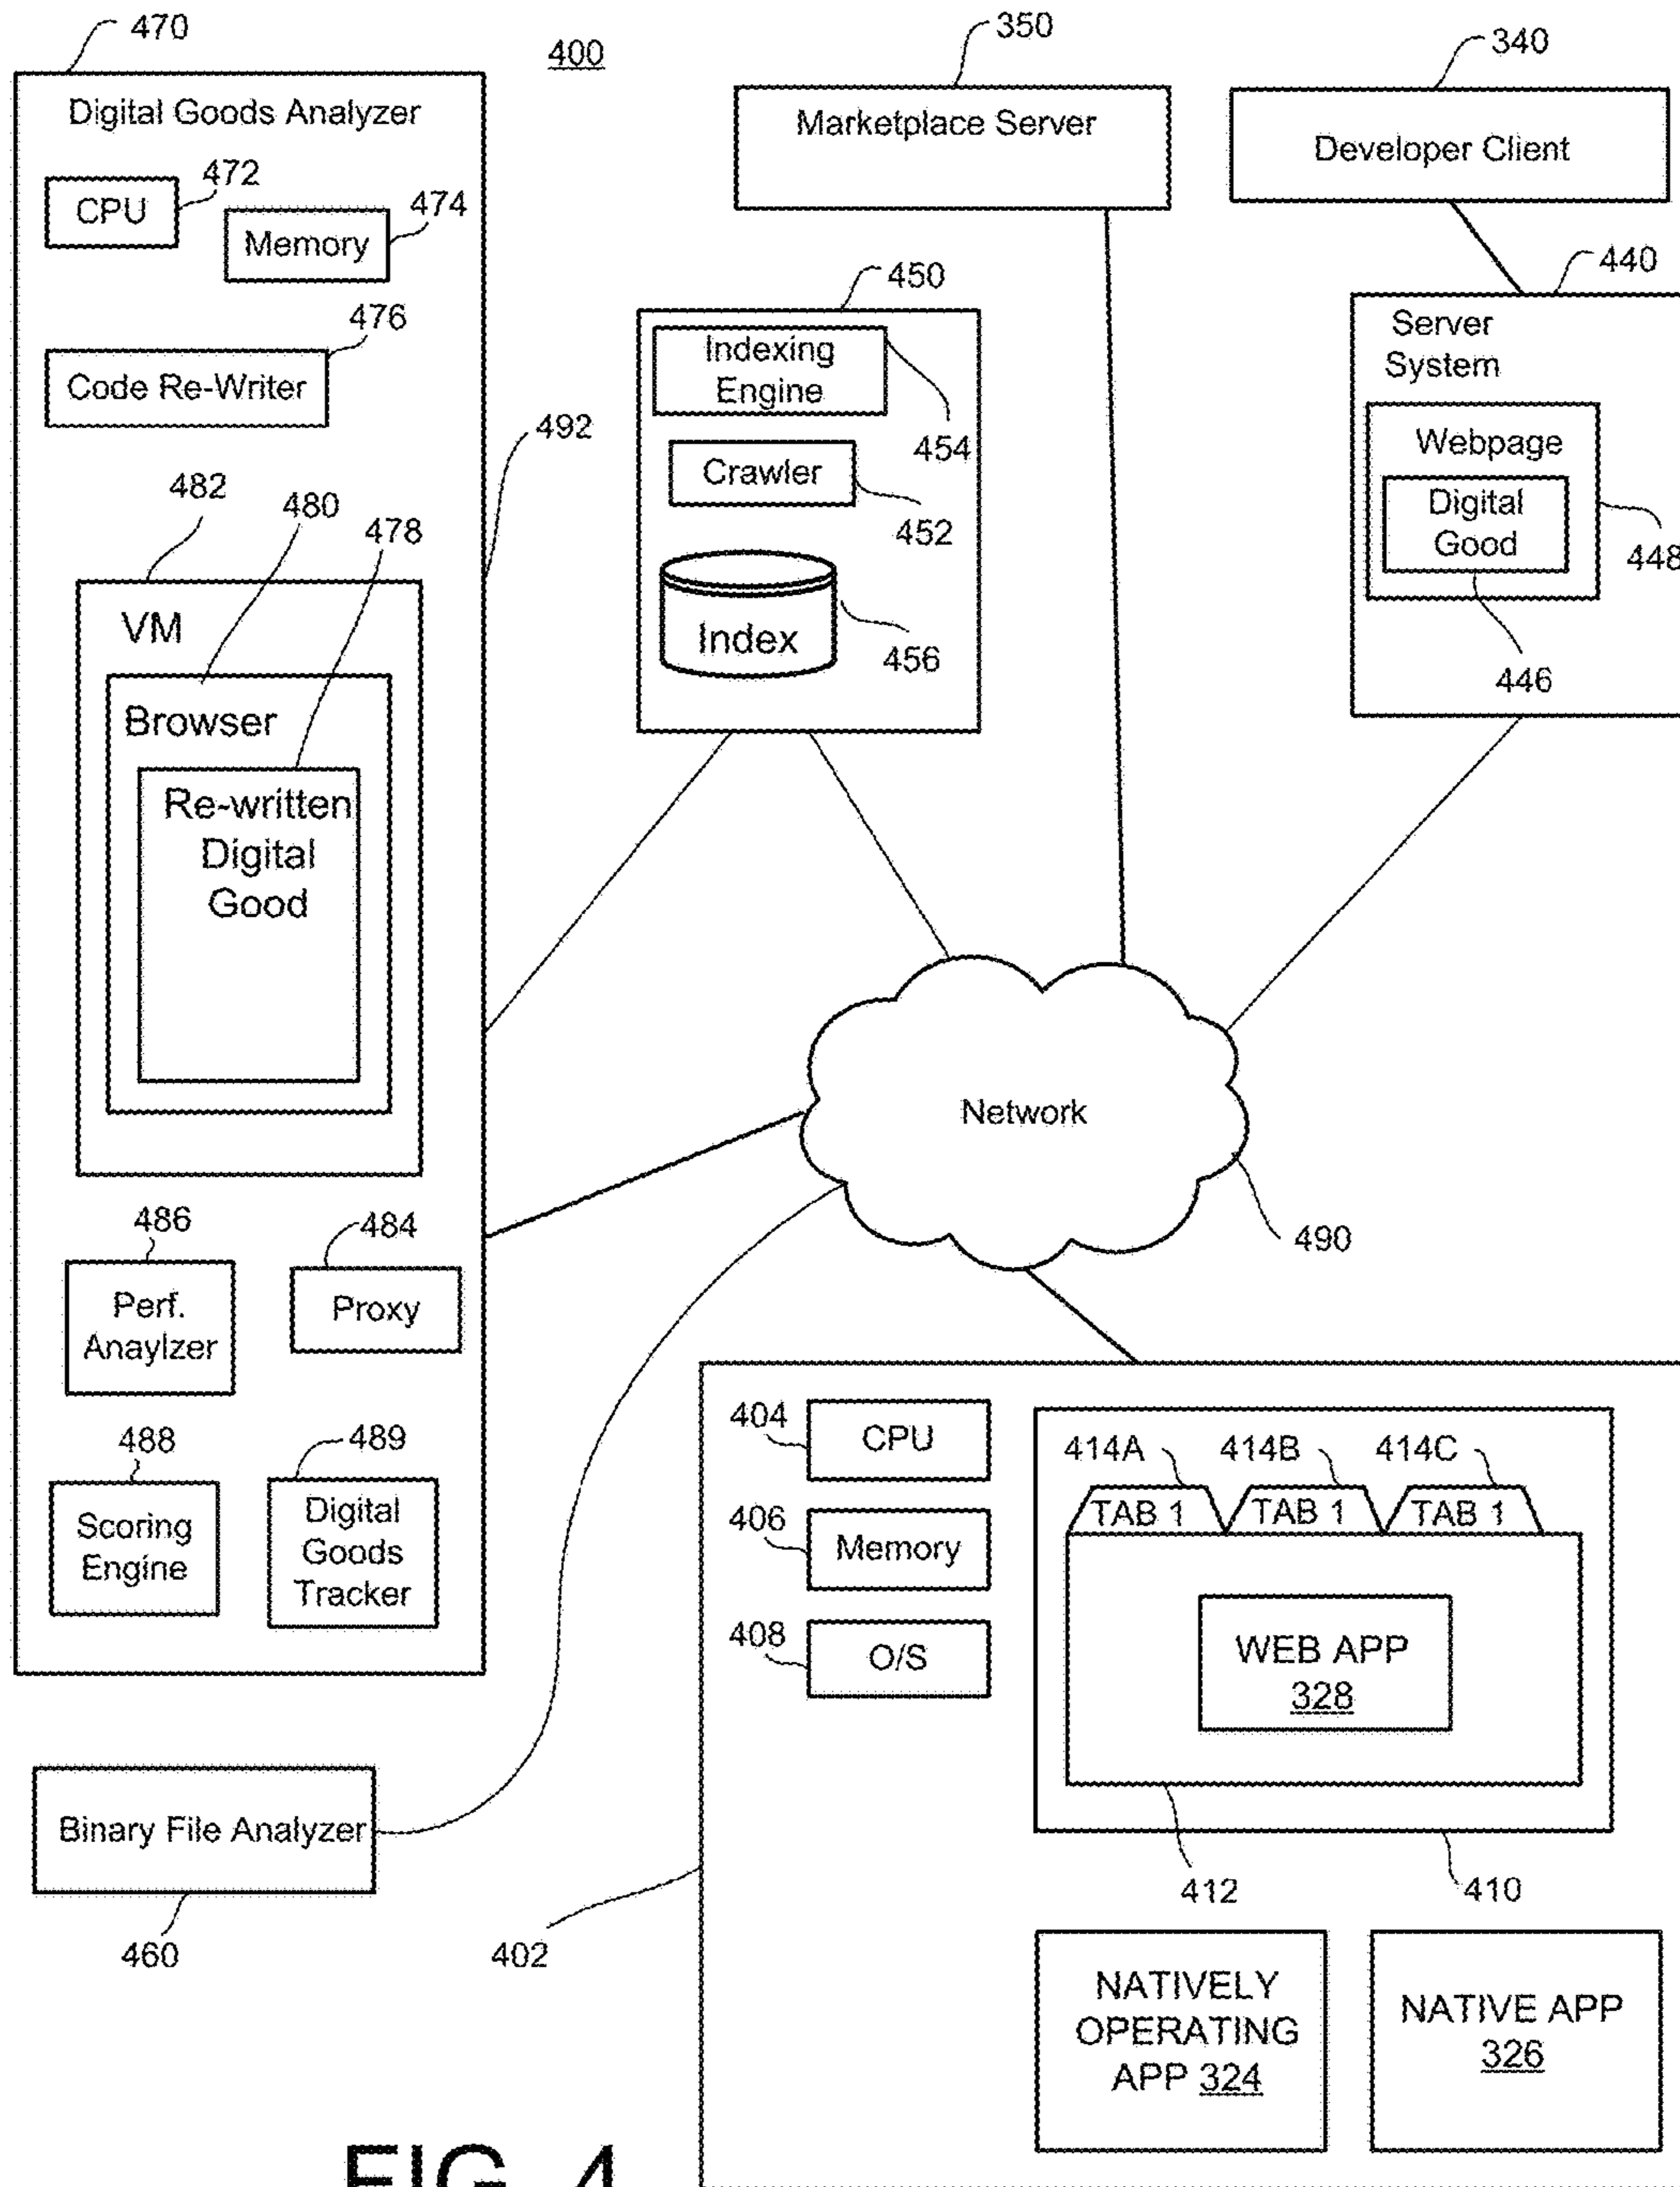 470
400
350
340
Digital Goods Analyzer
Marketplace Server
Developer Client
472
CPU
474
Memory
476
Code Re-Writer
492
450
Indexing
Engine
454
Crawler
452
Index
456
440
Server
System
Webpage
Digital
Good
448
446
482
480
478
VM
Browser
Re-written
Digital
Good
Network
490
486
484
Perf.
Anaylzer
Proxy
488
489
Scoring
Engine
Digital
Goods
Tracker
404
CPU
406
Memory
408
O/S
414A
414B
414C
TAB 1
TAB 1
TAB 1
WEB APP
328
412
410
Binary File Analyzer
460
402
NATIVELY
OPERATING
APP 324
NATIVE APP
326
FIG. 4